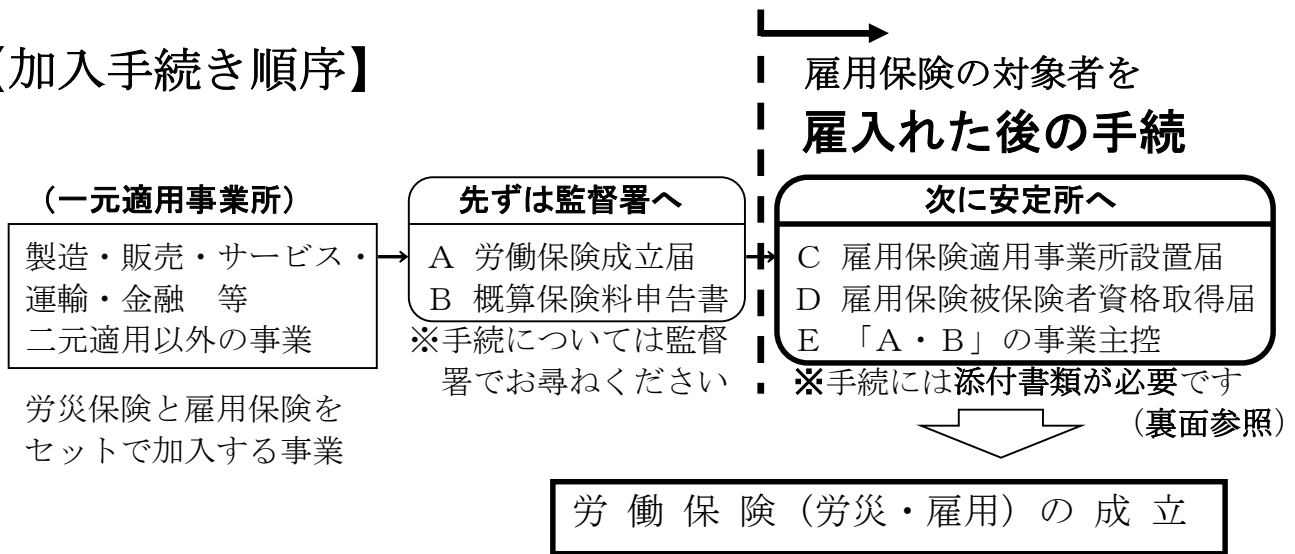 【加入手続き順序】
雇用保険の対象者を
雇入れた後の手続
（一元適用事業所）
製造・販売・サービス・
運輸・金融　等
二元適用以外の事業
労災保険と雇用保険を
セットで加入する事業
先ずは監督署へ
A　労働保険成立届
B　概算保険料申告書
※手続については監督
署でお尋ねください
次に安定所へ
C　雇用保険適用事業所設置届
D　雇用保険被保険者資格取得届
E　「A・B」の事業主控
※手続には添付書類が必要です
（裏面参照）
労 働 保 険（労災・雇用）の 成 立